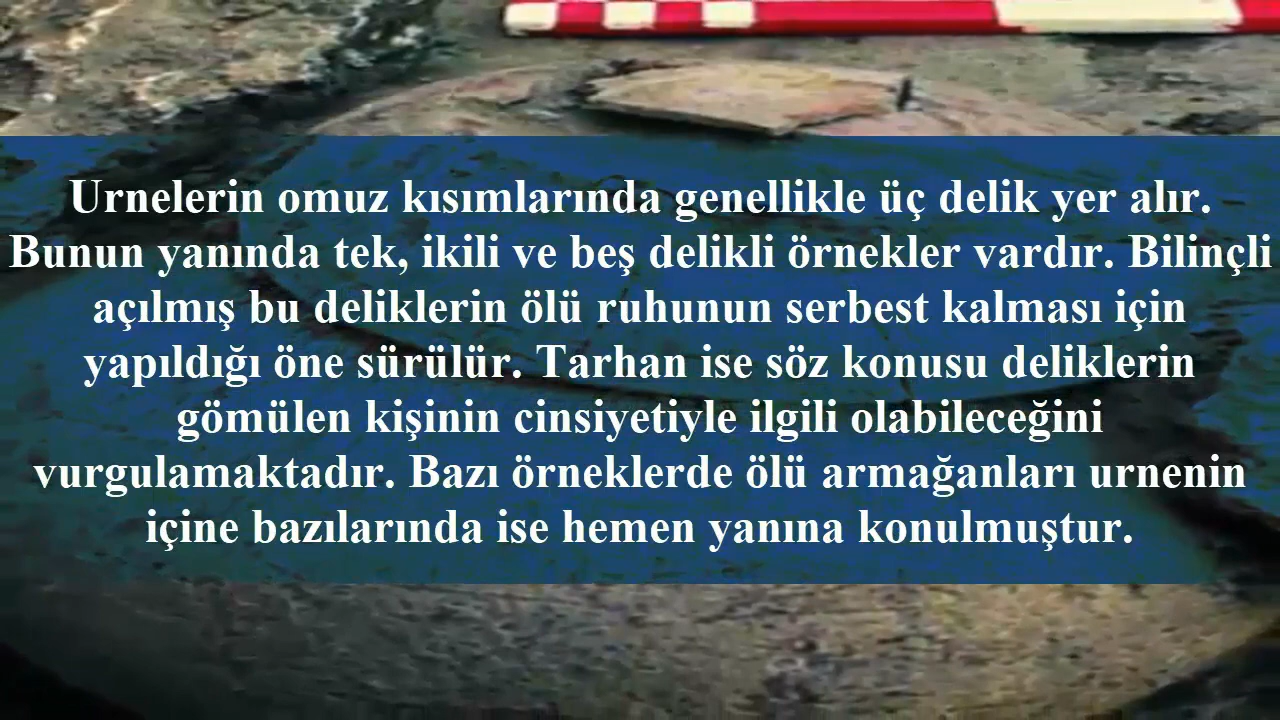 Urnelerin omuz kısımlarında genellikle üç delik yer alır.
Bunun yanında tek, ikili ve beş delikli örnekler vardır. Bilinçli
açılmış bu deliklerin ölü ruhunun serbest kalması için
yapıldığı öne sürülür. Tarhan ise söz konusu deliklerin
gömülen kişinin cinsiyetiyle ilgili olabileceğini
vurgulamaktadır. Bazı örneklerde ölü armağanları urnenin
içine bazılarında ise hemen yanına konulmuştur.